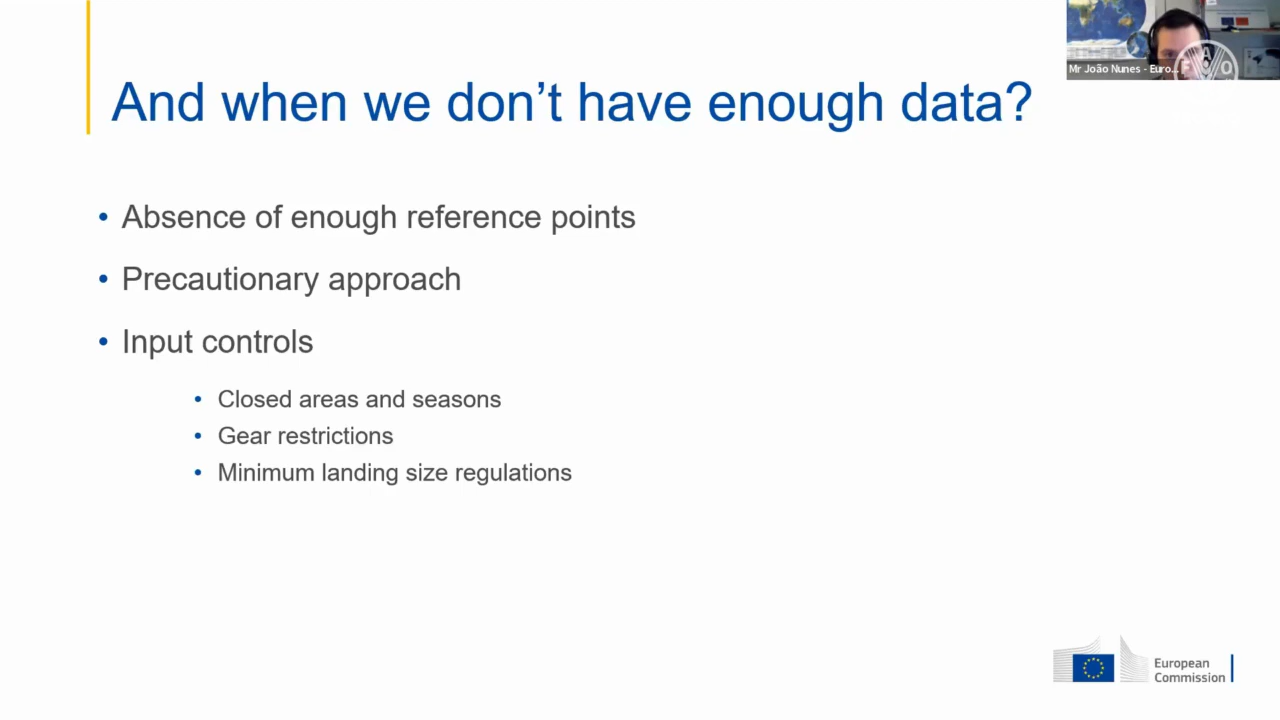 Mr João Nunes - Euro...
F A O
And when we don't have enough data?
• Absence of enough reference points
• Precautionary approach
• Input controls
• Closed areas and seasons
• Gear restrictions
• Minimum landing size regulations
European
Commission